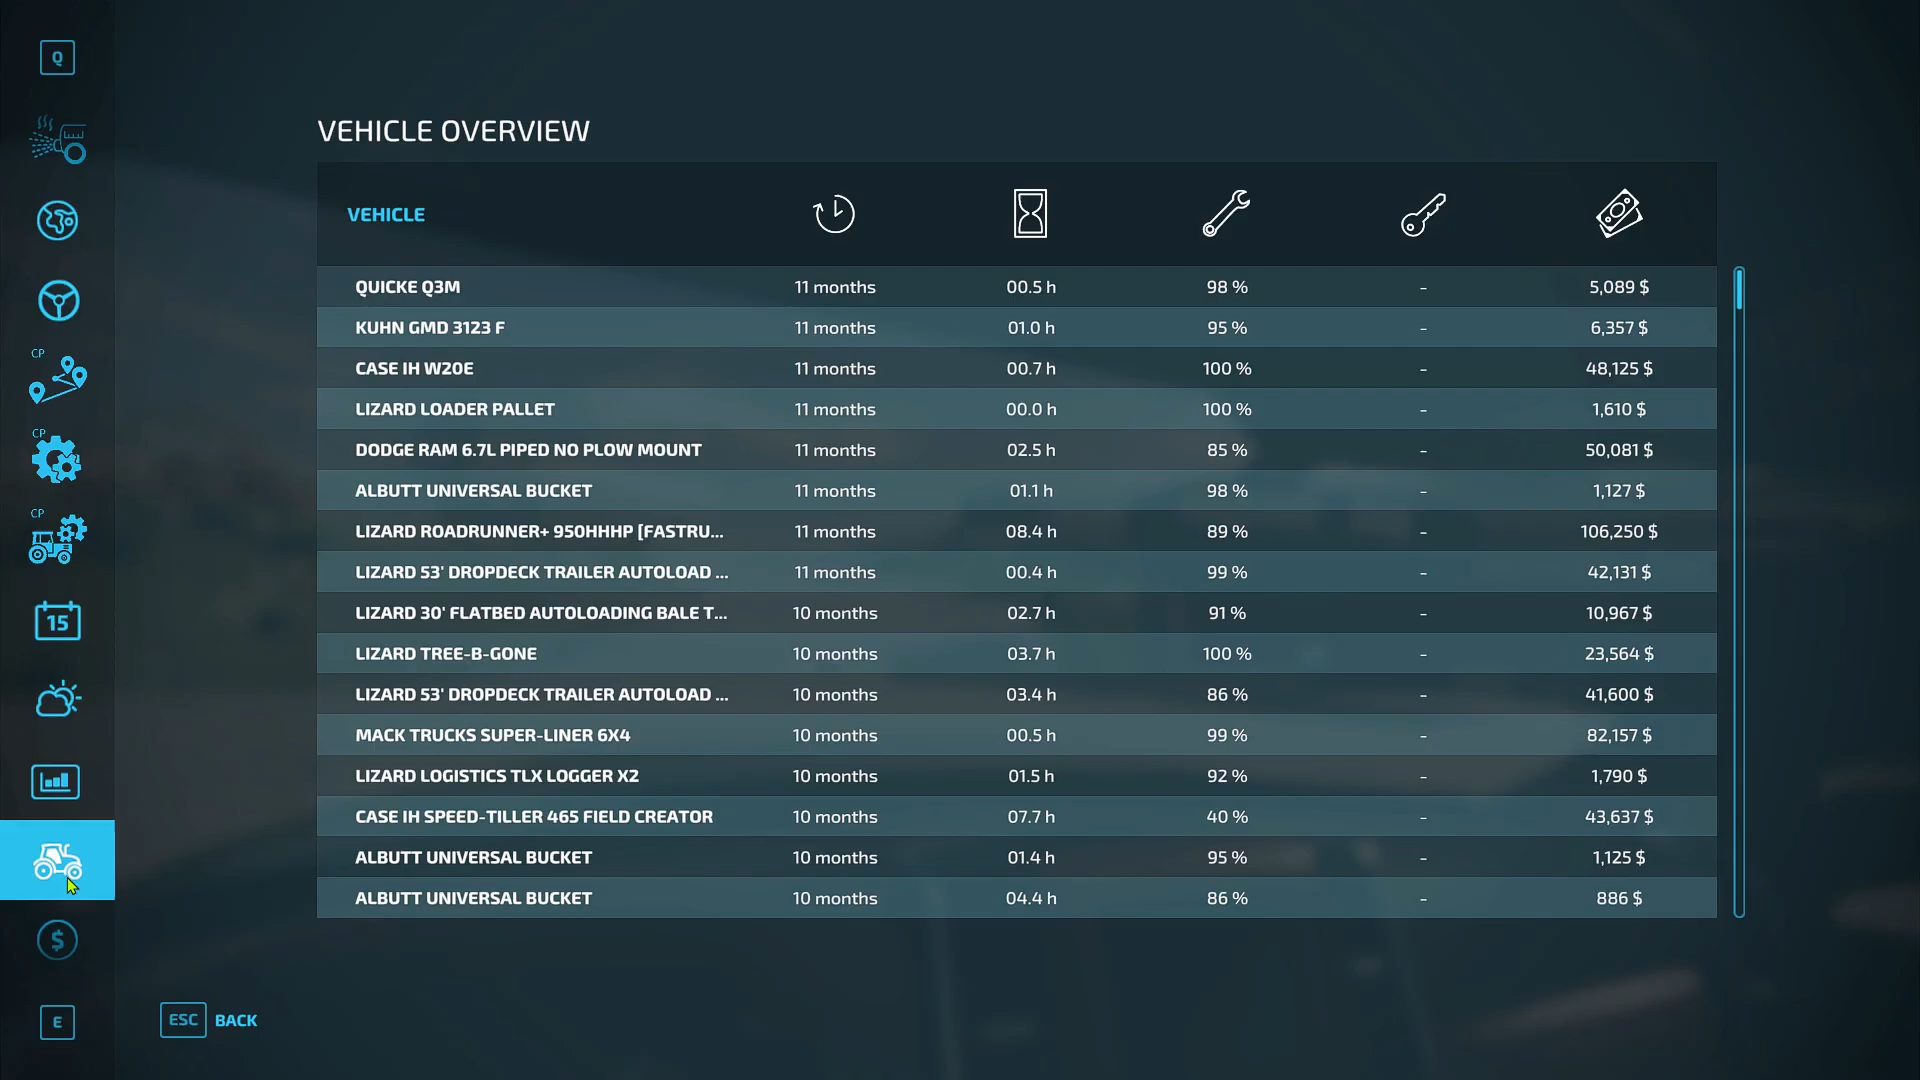 Q
VEHICLE OVERVIEW
VEHICLE
QUICKE Q3M 11 months 00.5 h 98 % - 5,089 $
KUHN GMD 3123 F 11 months 01.0 h 95 % - 6,357 $
CASE IH W20E 11 months 00.7 h 100 % - 48,125 $
CP
LIZARD LOADER PALLET 11 months 00.0 h 100 % - 1,610 $
CP
DODGE RAM 6.7L PIPED NO PLOW MOUNT 11 months 02.5 h 85 % - 50,081 $
ALBUTT UNIVERSAL BUCKET 11 months 01.1 h 98 % - 1,127 $
CP
LIZARD ROADRUNNER+ 950HHHP [FASTRU... 11 months 08.4 h 89 % - 106,250 $
LIZARD 53' DROPDECK TRAILER AUTOLOAD ... 11 months 00.4 h 99 % - 42,131 $
LIZARD 30' FLATBED AUTOLOADING BALE T... 10 months 02.7 h 91 % - 10,967 $
15
LIZARD TREE-B-GONE 10 months 03.7 h 100 % - 23,564 $
LIZARD 53' DROPDECK TRAILER AUTOLOAD ... 10 months 03.4 h 86 % - 41,600 $
MACK TRUCKS SUPER-LINER 6X4 10 months 00.5 h 99 % - 82,157 $
LIZARD LOGISTICS TLX LOGGER X2 10 months 01.5 h 92 % - 1,790 $
CASE IH SPEED-TILLER 465 FIELD CREATOR 10 months 07.7 h 40 % - 43,637 $
ALBUTT UNIVERSAL BUCKET 10 months 01.4 h 95 % - 1,125 $
ALBUTT UNIVERSAL BUCKET 10 months 04.4 h 86 % - 886 $
$
E
ESC BACK